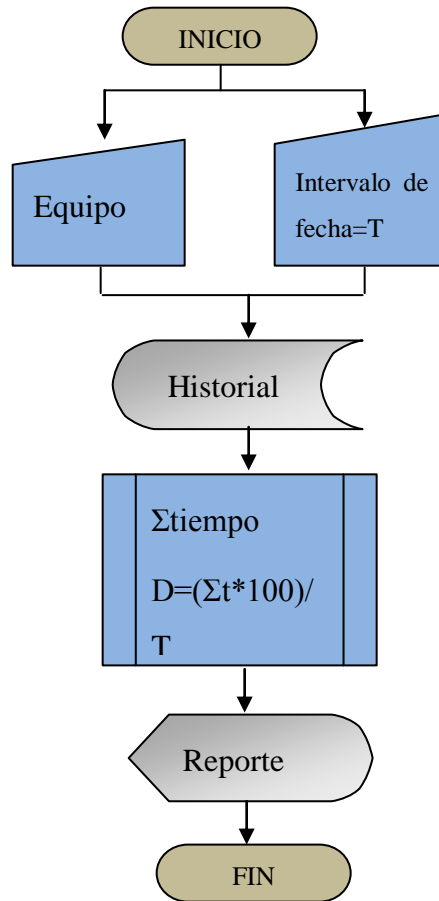 INICIO
Equipo
Intervalo de
fecha=T
Historial
Σtiempo
D=(Σt*100)/
T
Reporte
FIN